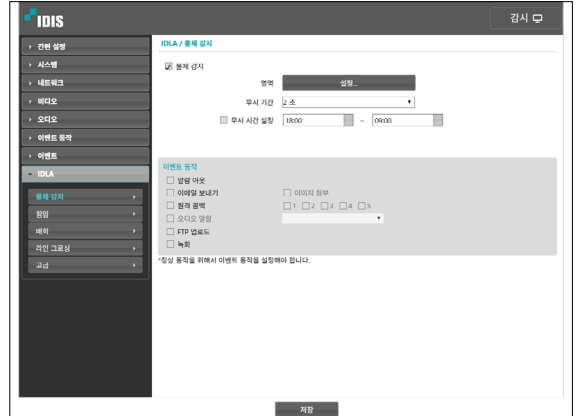 IDIS
감시
간편 설정
시스템
네트워크
비디오
오디오
이벤트 동작
이벤트
IDLA
물체 감지
침입
배회
라인 크로싱
고급
IDLA / 물체 감지
물체 감지
영역 설정...
무시 기간 2 초
무시 시간 설정 18:00 ~ 09:00
이벤트 동작
알람 아웃
이메일 보내기 이미지 첨부
원격 콜백 1 2 3 4 5
오디오 알람
FTP 업로드
녹화
*정상 동작을 위해서 이벤트 동작을 설정해야 합니다.
저장